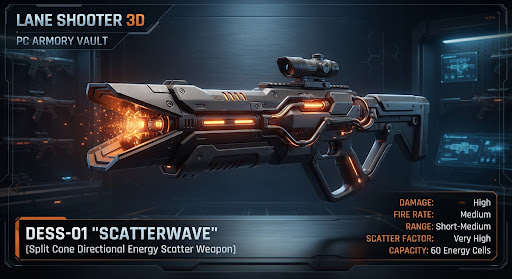 LANE SHOOTER 3D
PC ARMORY VAULT
DESS-01 "SCATTERWAVE"
(Split Cone Directional Energy Scatter Weapon)
DAMAGE: High
FIRE RATE: Medium
RANGE: Short-Medium
SCATTER FACTOR: Very High
CAPACITY: 60 Energy Cells